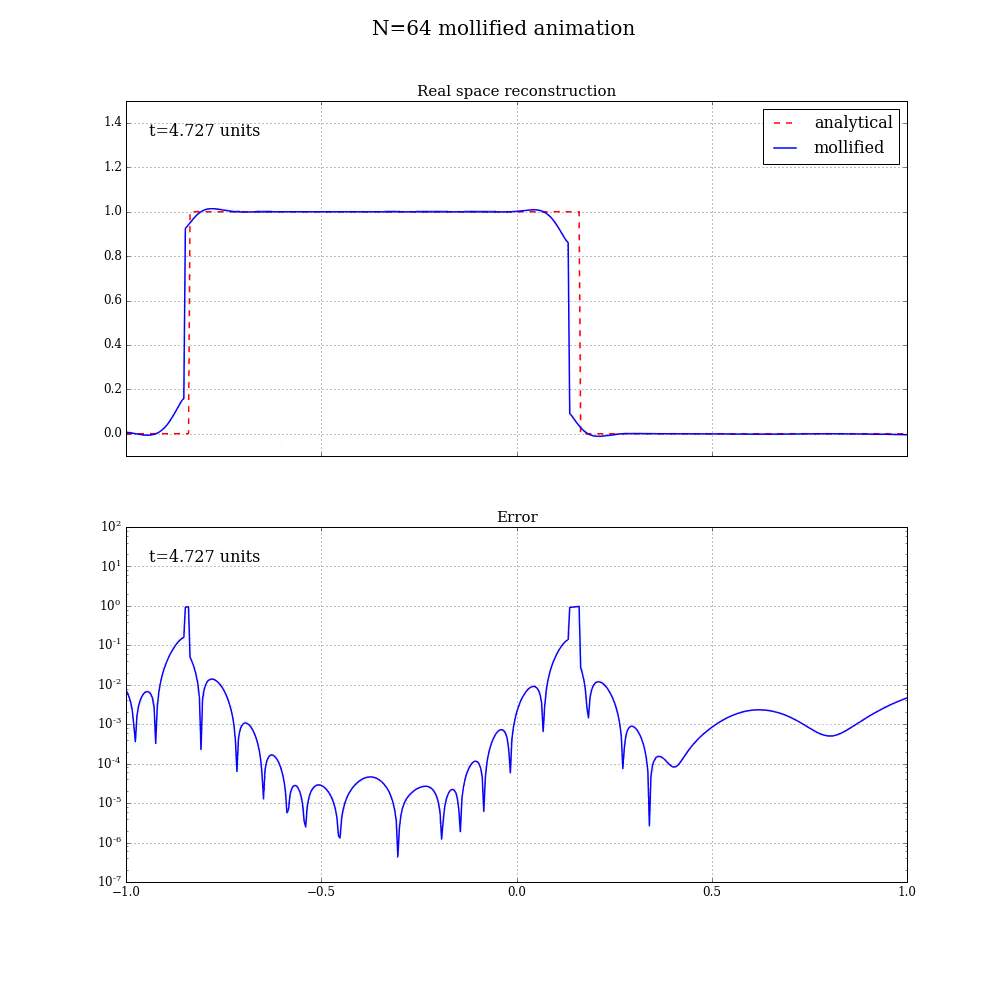 N=64 mollified animation
Real space reconstruction
t=4.727 units
analytical
mollified
1.4
1.2
1.0
0.8
0.6
0.4
0.2
0.0
Error
t=4.727 units
10²
10¹
10⁰
10⁻¹
10⁻²
10⁻³
10⁻⁴
10⁻⁵
10⁻⁶
10⁻⁷
−1.0 −0.5 0.0 0.5 1.0